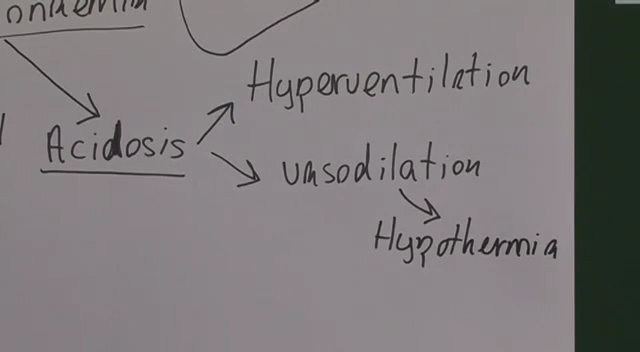 Hyperventilation
Acidosis
vasodilation
Hypothermia